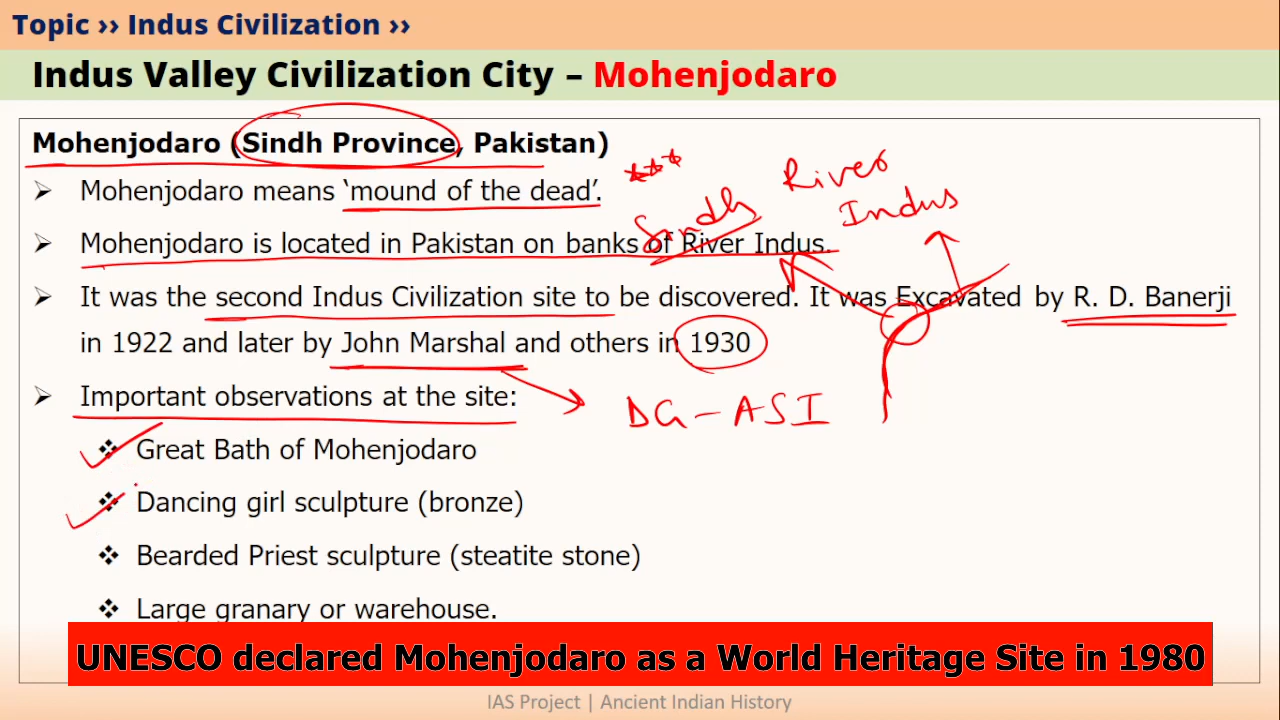 Topic ›› Indus Civilization ››
Indus Valley Civilization City – Mohenjodaro
Mohenjodaro (Sindh Province, Pakistan)
➢ Mohenjodaro means ‘mound of the dead’.
River
Sindh Indus
➢ Mohenjodaro is located in Pakistan on banks of River Indus.
➢ It was the second Indus Civilization site to be discovered. It was Excavated by R. D. Banerji
in 1922 and later by John Marshal and others in 1930
➢ Important observations at the site:
DG-ASI
❖ Great Bath of Mohenjodaro
❖ Dancing girl sculpture (bronze)
❖ Bearded Priest sculpture (steatite stone)
❖ Large granary or warehouse.
UNESCO declared Mohenjodaro as a World Heritage Site in 1980
IAS Project | Ancient Indian History